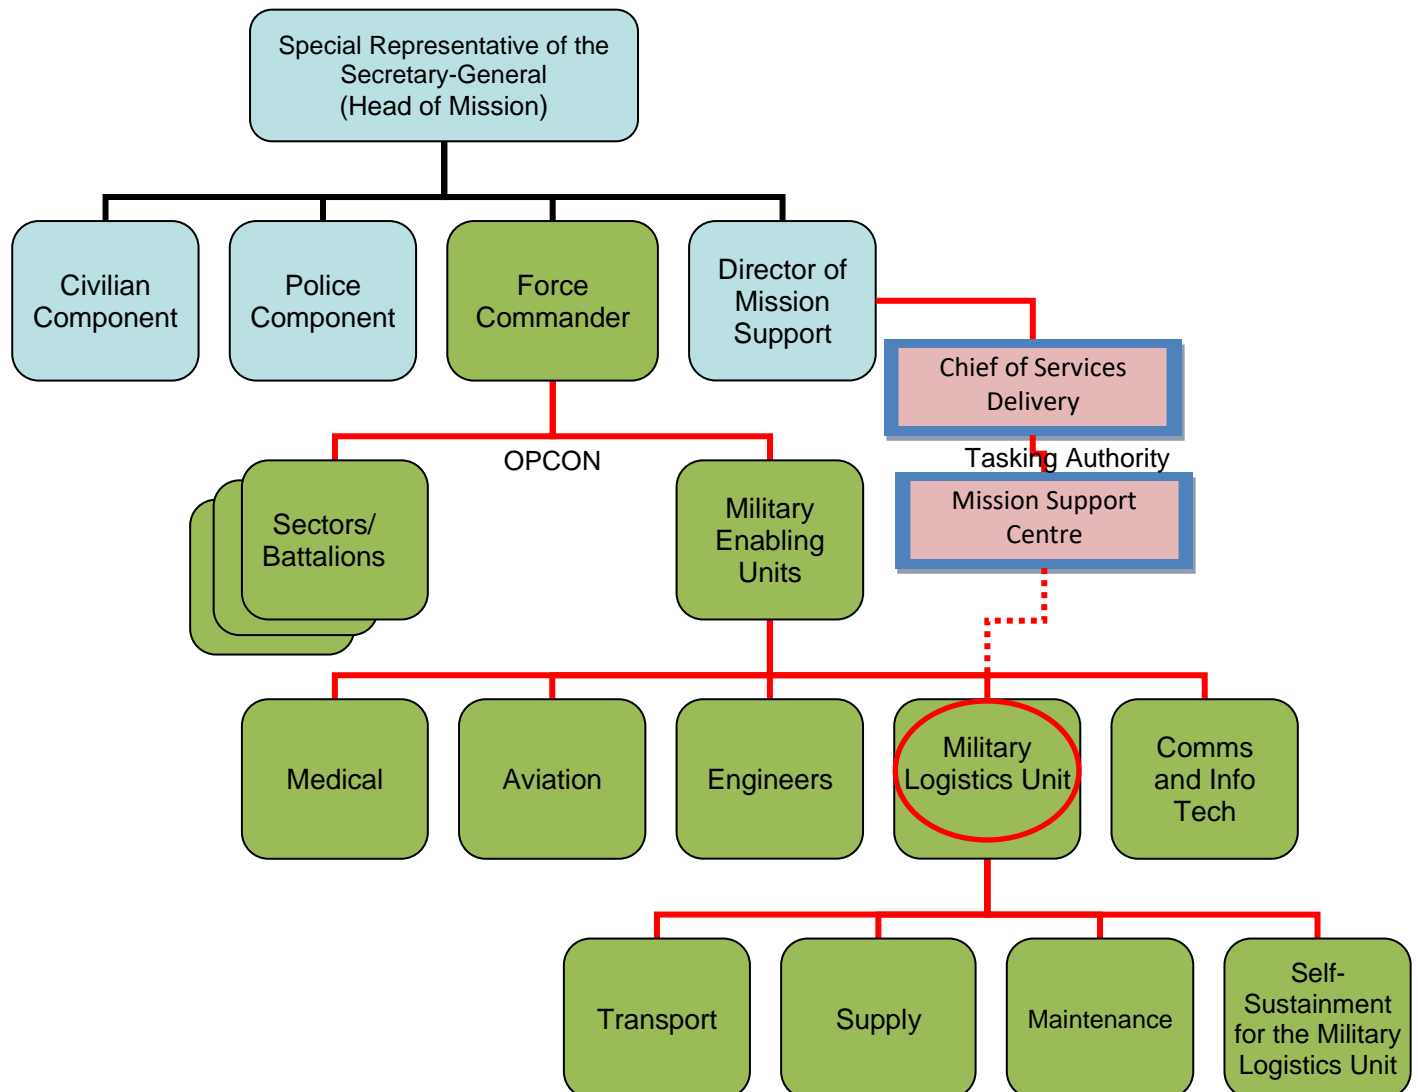 Special Representative of the
Secretary-General
(Head of Mission)
Civilian
Component
Police
Component
Force
Commander
Director of
Mission
Support
Chief of Services
Delivery
OPCON
Tasking Authority
Sectors/
Battalions
Military
Enabling
Units
Mission Support
Centre
Medical
Aviation
Engineers
Military
Logistics Unit
Comms
and Info
Tech
Transport
Supply
Maintenance
Self-
Sustainment
for the Military
Logistics Unit